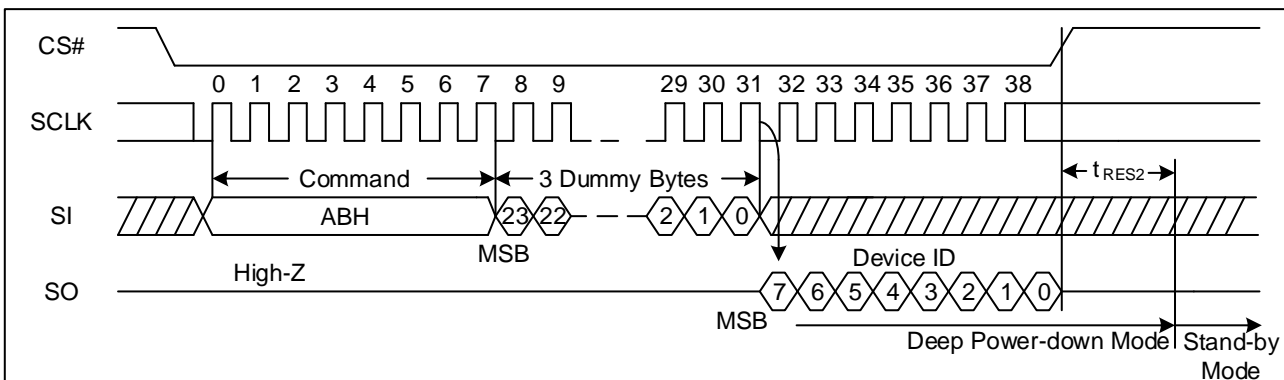 CS#
0 1 2 3 4 5 6 7 8 9 29 30 31 32 33 34 35 36 37 38
SCLK
Command 3 Dummy Bytes tRES2
SI ABH 23 22 2 1 0
MSB
High-Z Device ID
SO 7 6 5 4 3 2 1 0
MSB
Deep Power-down Mode Stand-by
Mode